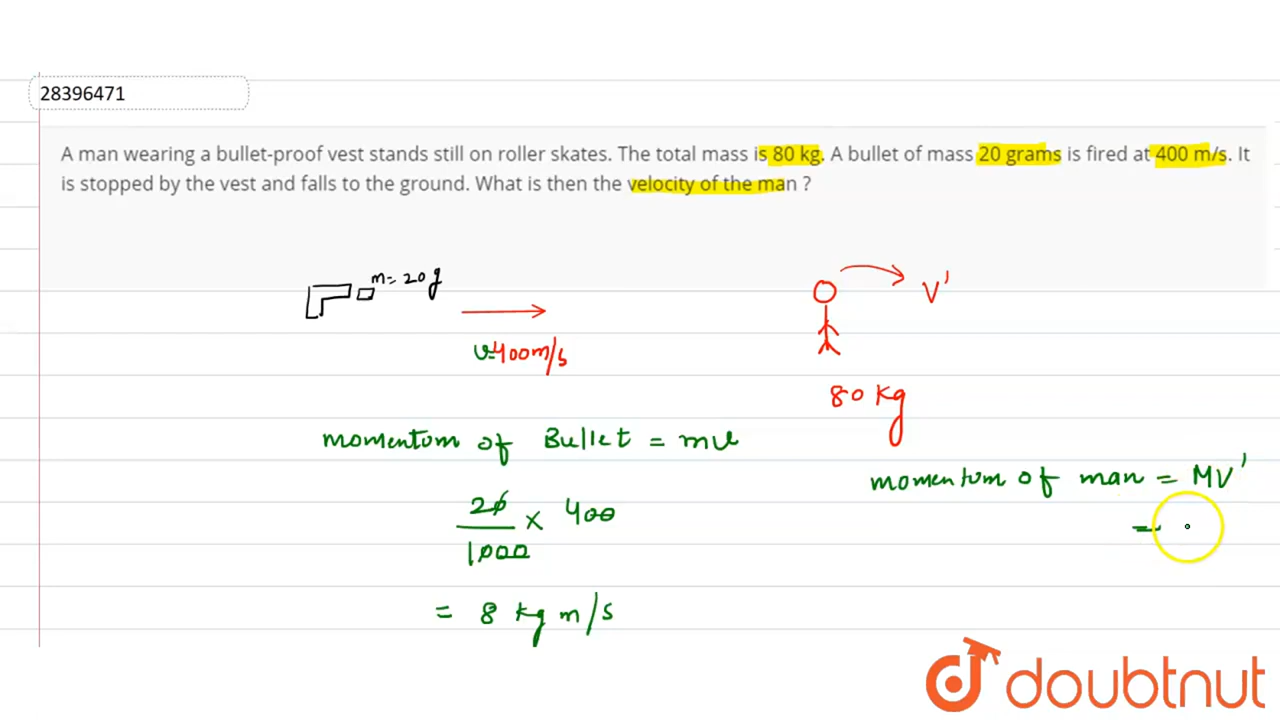 28396471
A man wearing a bullet-proof vest stands still on roller skates. The total mass is 80 kg. A bullet of mass 20 grams is fired at 400 m/s. It
is stopped by the vest and falls to the ground. What is then the velocity of the man ?
m=20g
V'
v=400m/s
80 Kg
momentum of Bullet = mv
momentum of man = MV'
20/1000 × 400
=
= 8 kg m/s
doubtnut